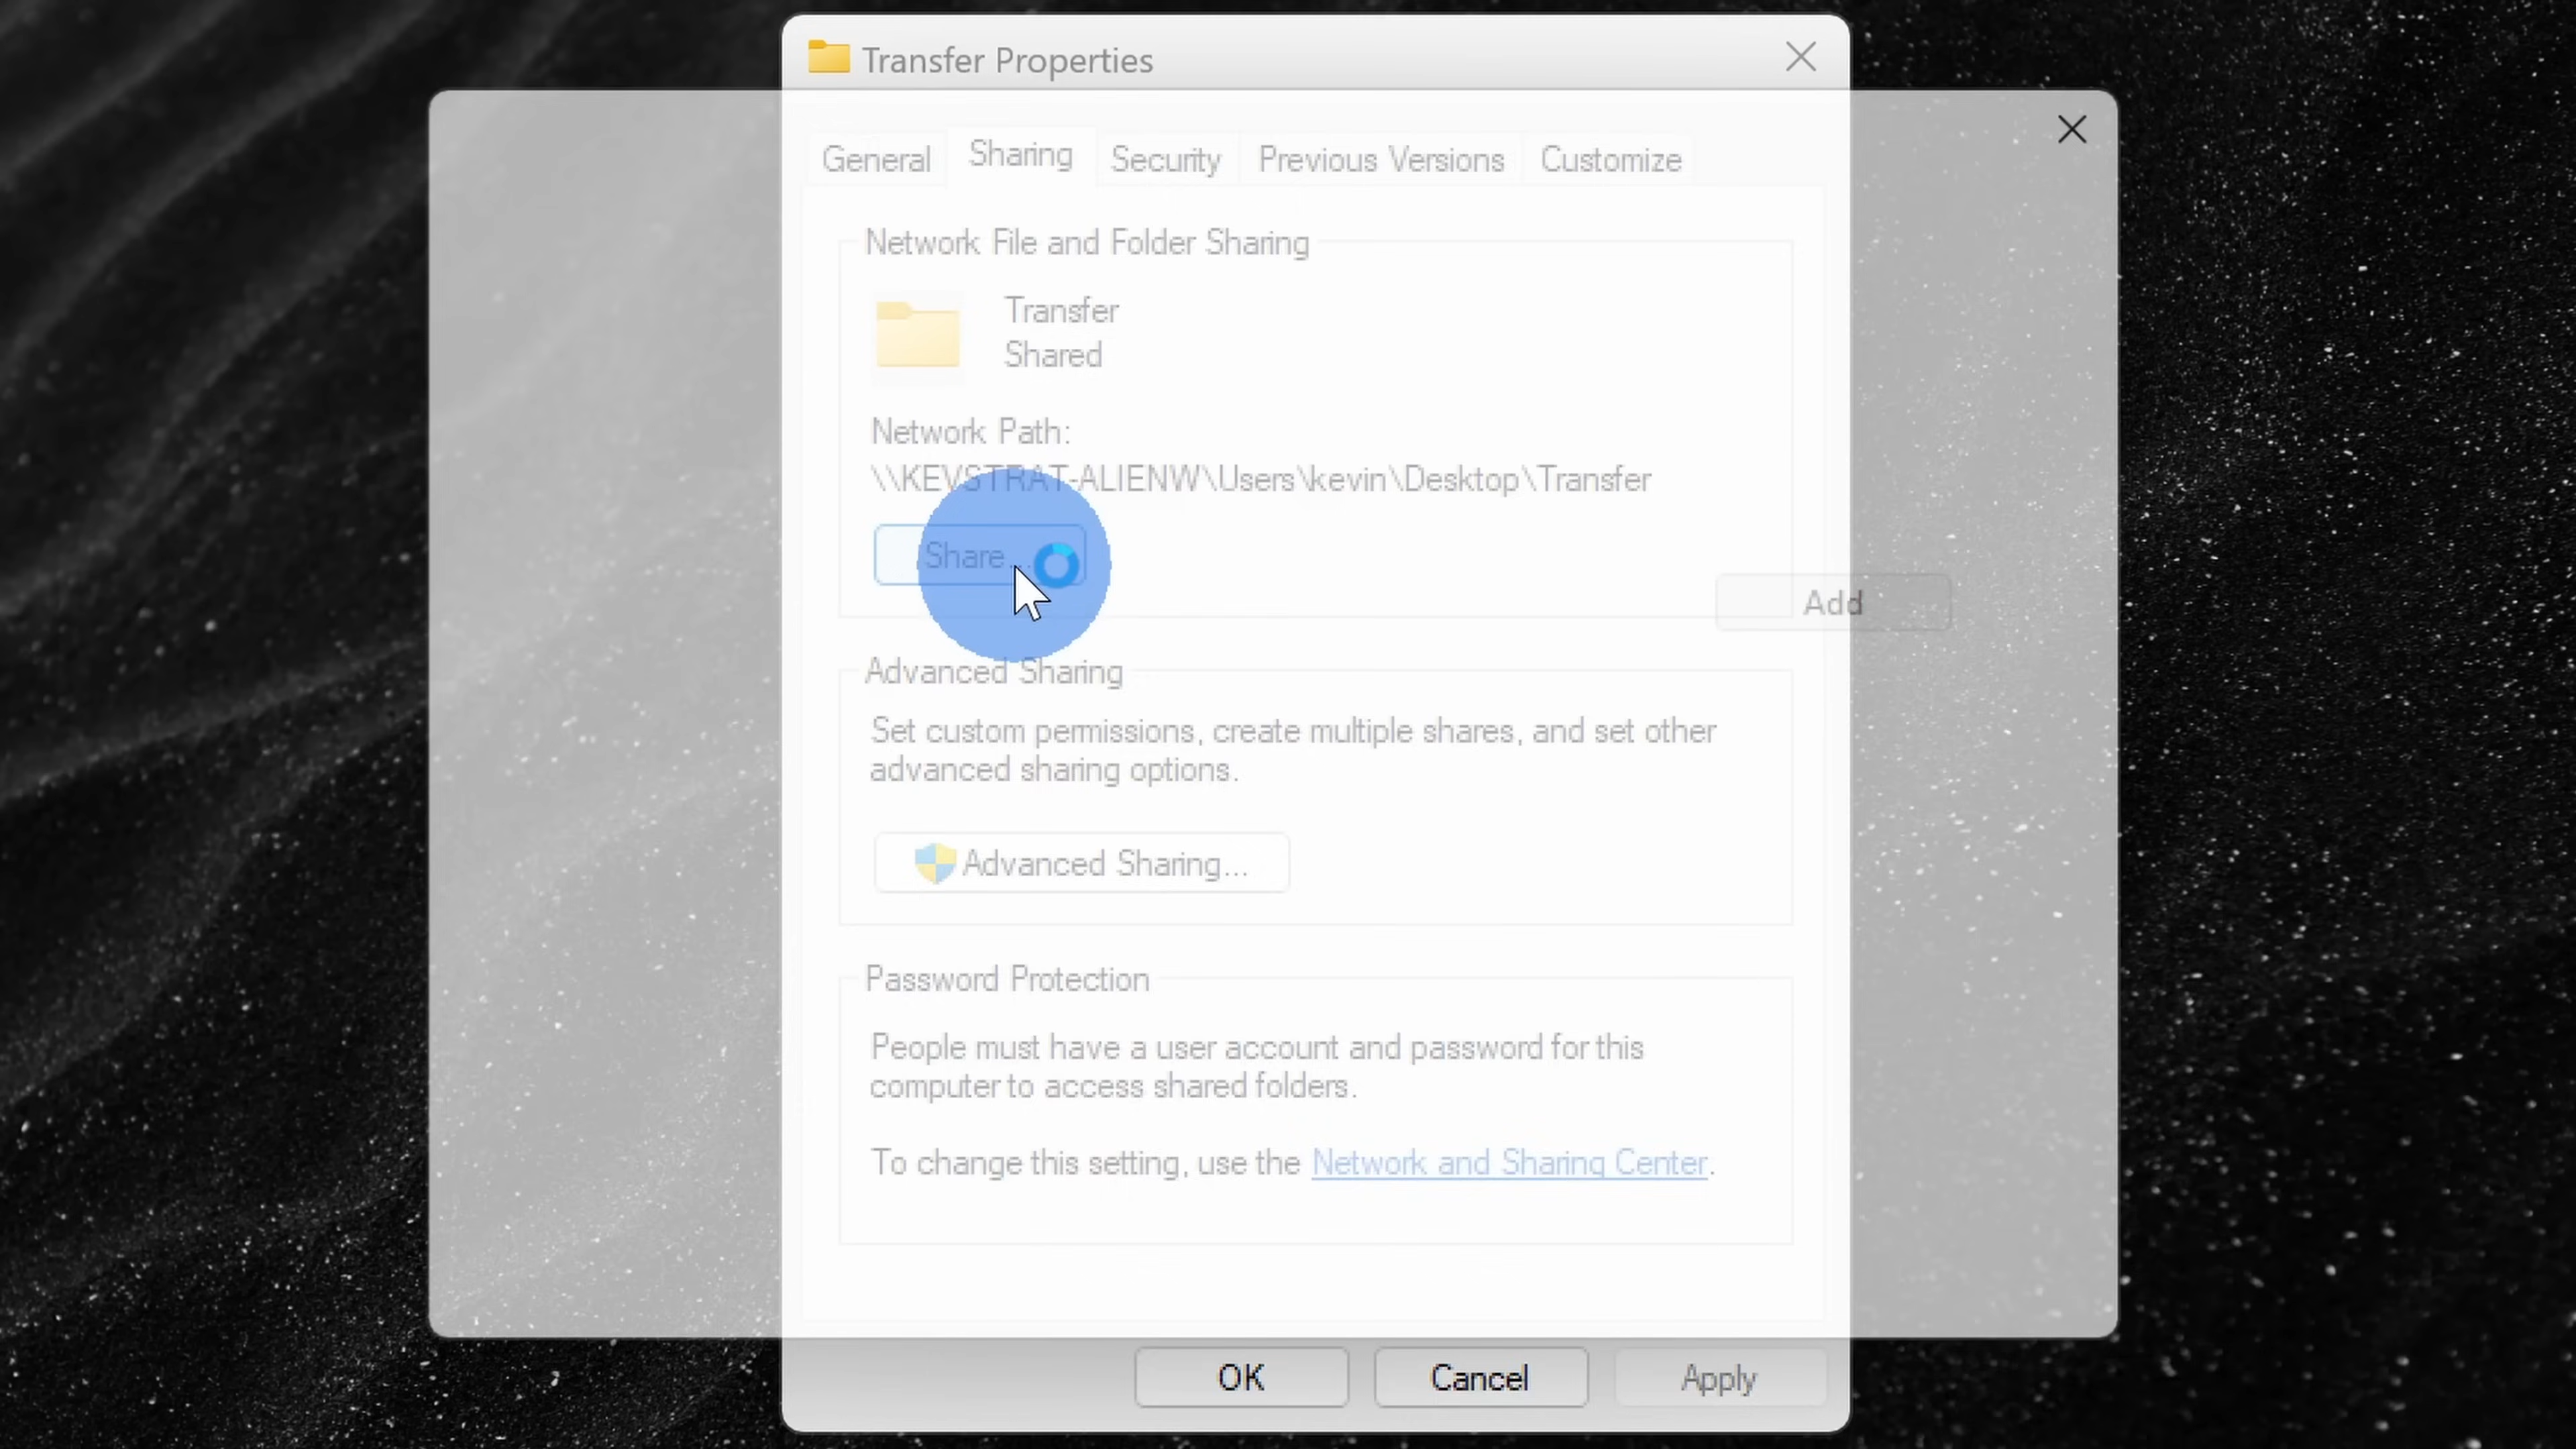 Transfer Properties
General Sharing Security Previous Versions Customize
Network File and Folder Sharing
Transfer
Shared
Network Path:
\\KEVSTRAT-ALIENW\Users\kevin\Desktop\Transfer
Share...
Add
Advanced Sharing
Set custom permissions, create multiple shares, and set other
advanced sharing options.
Advanced Sharing...
Password Protection
People must have a user account and password for this
computer to access shared folders.
To change this setting, use the Network and Sharing Center.
OK Cancel Apply